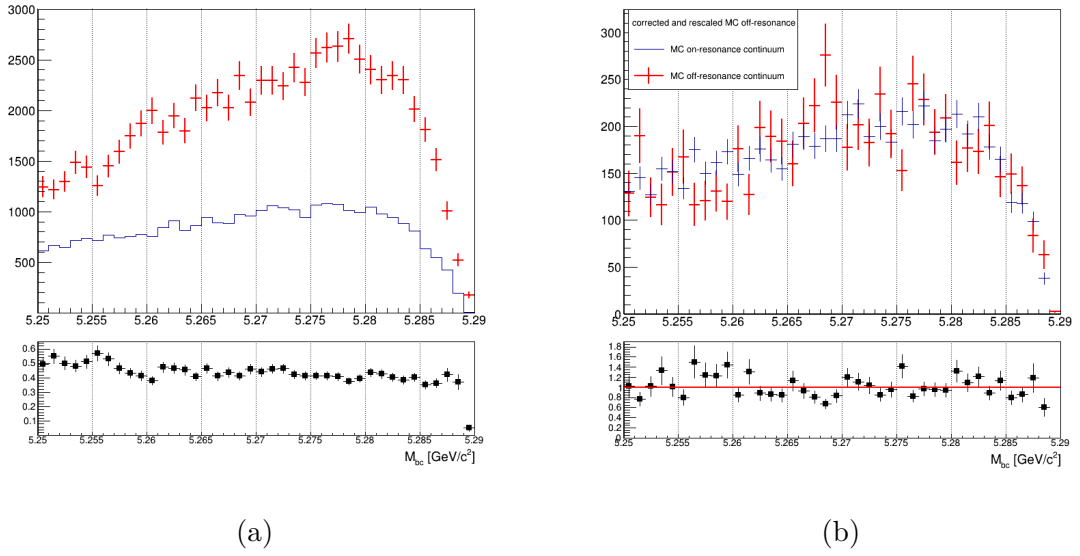 3000
2500
2000
1500
1000
500
0
5.25 5.255 5.26 5.265 5.27 5.275 5.28 5.285 5.29
0.6
0.5
0.4
0.3
0.2
0.1
5.25 5.255 5.26 5.265 5.27 5.275 5.28 5.285 5.29
M_bc [GeV/c²]
(a)
corrected and rescaled MC off-resonance
MC on-resonance continuum
MC off-resonance continuum
300
250
200
150
100
50
0
5.25 5.255 5.26 5.265 5.27 5.275 5.28 5.285 5.29
1.8
1.6
1.4
1.2
1
0.8
0.6
0.4
0.2
0
5.25 5.255 5.26 5.265 5.27 5.275 5.28 5.285 5.29
M_bc [GeV/c²]
(b)